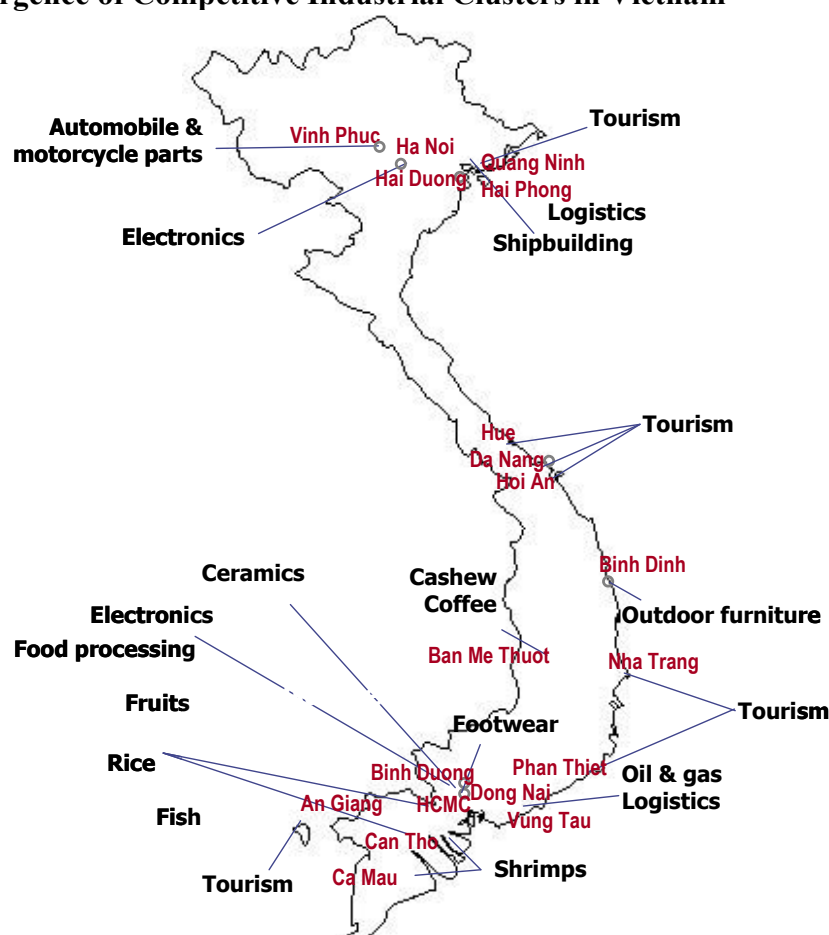 rgence of Competitive Industrial Clusters in Vietnam
Tourism
Automobile &
motorcycle parts
Vinh Phuc
Ha Noi
Quang Ninh
Hai Duong
Hai Phong
Logistics
Electronics
Shipbuilding
Hue
Tourism
Da Nang
Hoi An
Binh Dinh
Ceramics
Cashew
Coffee
Electronics
Outdoor furniture
Food processing
Ban Me Thuot
Nha Trang
Fruits
Tourism
Footwear
Rice
Binh Duong
Phan Thiet
Oil & gas
Logistics
Dong Nai
An Giang
HCMC
Fish
Vung Tau
Can Tho
Tourism
Ca Mau
Shrimps